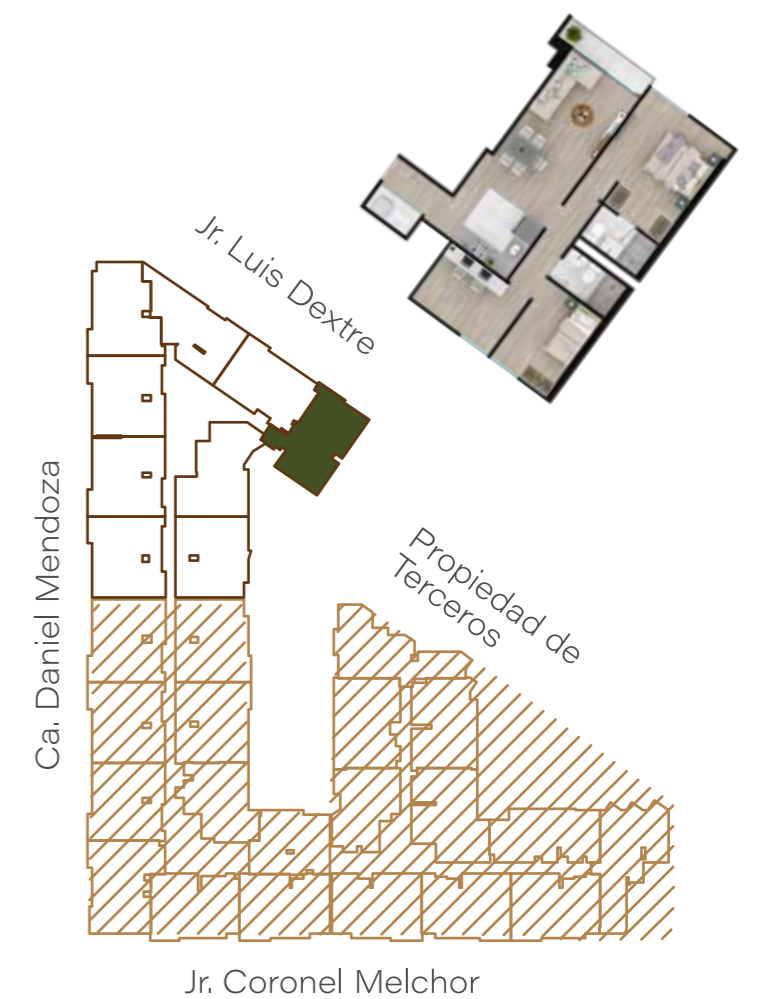 Jr. Luis Dextre
Ca. Daniel Mendoza
Propiedad de
Terceros
Jr. Coronel Melchor